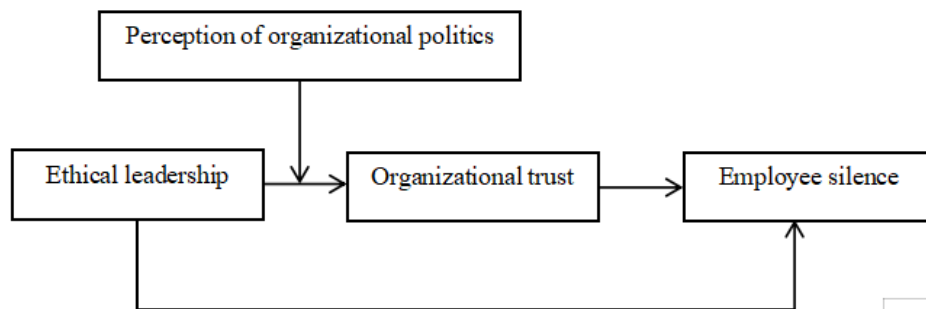 Perception of organizational politics
Ethical leadership
Organizational trust
Employee silence